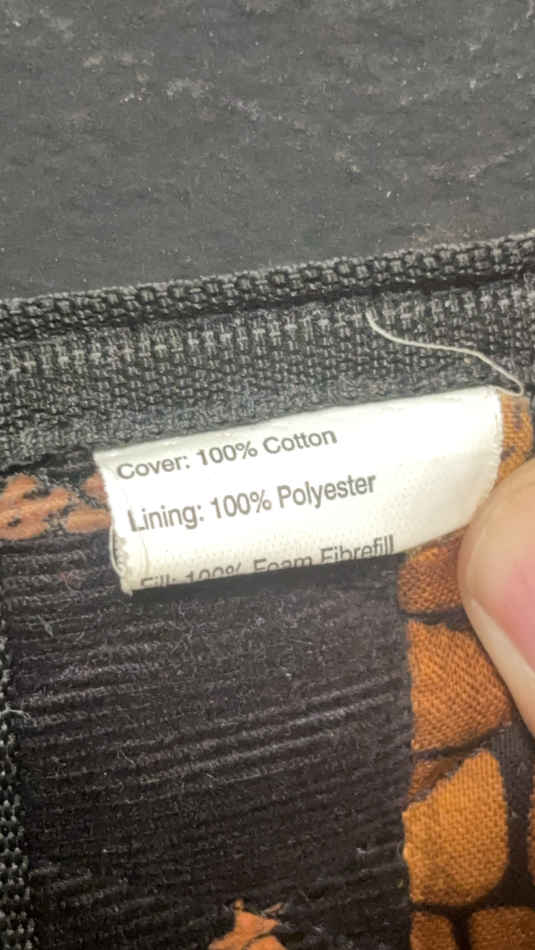 Cover: 100% Cotton
Lining: 100% Polyester
Fill: 100% Foam Fibrefill